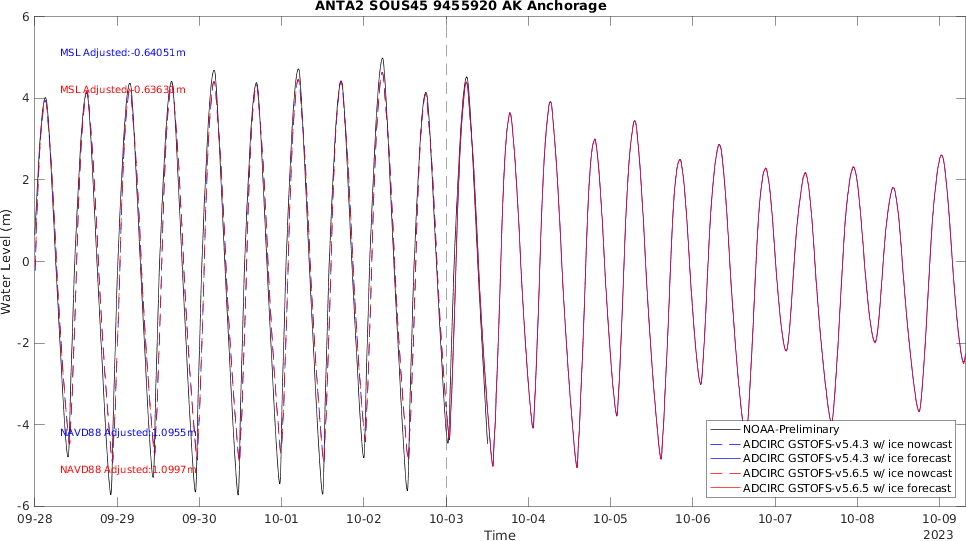 ANTA2 SOUS45 9455920 AK Anchorage
6
MSL Adjusted:-0.64051m
MSL Adjusted:-0.63631m
4
2
0
-2
-4
-6
Water Level (m)
NAVD88 Adjusted:1.0955m
NAVD88 Adjusted:1.0997m
NOAA-Preliminary
ADCIRC GSTOFS-v5.4.3 w/ ice nowcast
ADCIRC GSTOFS-v5.4.3 w/ ice forecast
ADCIRC GSTOFS-v5.6.5 w/ ice nowcast
ADCIRC GSTOFS-v5.6.5 w/ ice forecast
09-28 09-29 09-30 10-01 10-02 10-03 10-04 10-05 10-06 10-07 10-08 10-09
Time
2023